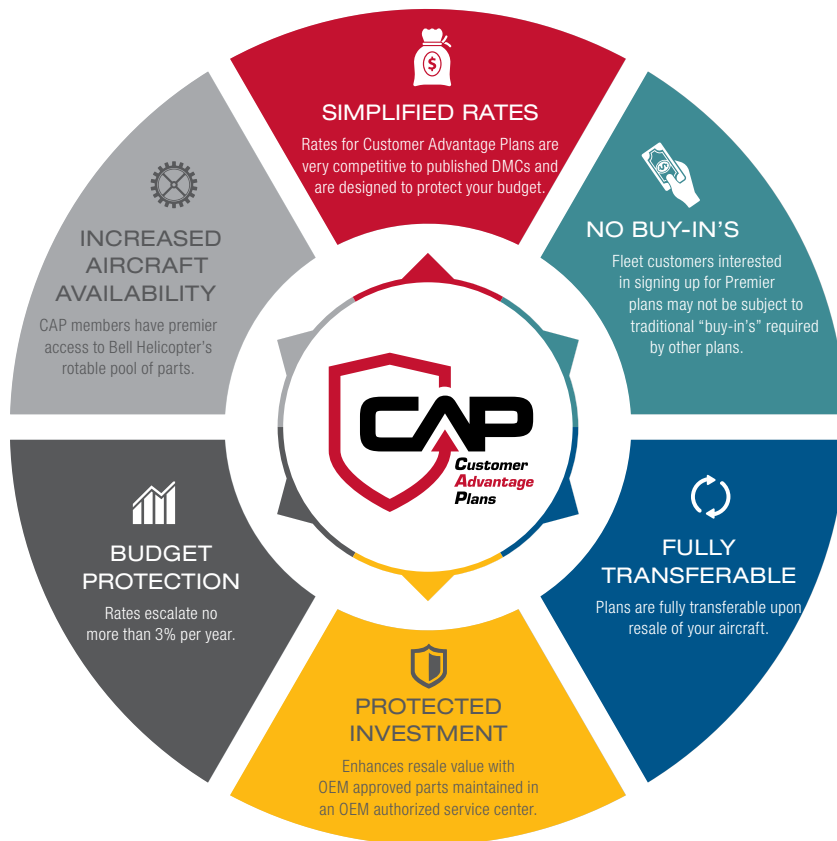 SIMPLIFIED RATES
Rates for Customer Advantage Plans are
very competitive to published DMCs and
are designed to protect your budget.
NO BUY-IN’S
Fleet customers interested
in signing up for Premier
plans may not be subject to
traditional “buy-in’s” required
by other plans.
FULLY
TRANSFERABLE
Plans are fully transferable upon
resale of your aircraft.
PROTECTED
INVESTMENT
Enhances resale value with
OEM approved parts maintained in
an OEM authorized service center.
BUDGET
PROTECTION
Rates escalate no
more than 3% per year.
INCREASED
AIRCRAFT
AVAILABILITY
CAP members have premier
access to Bell Helicopter’s
rotable pool of parts.
CAP
Customer
Advantage
Plans